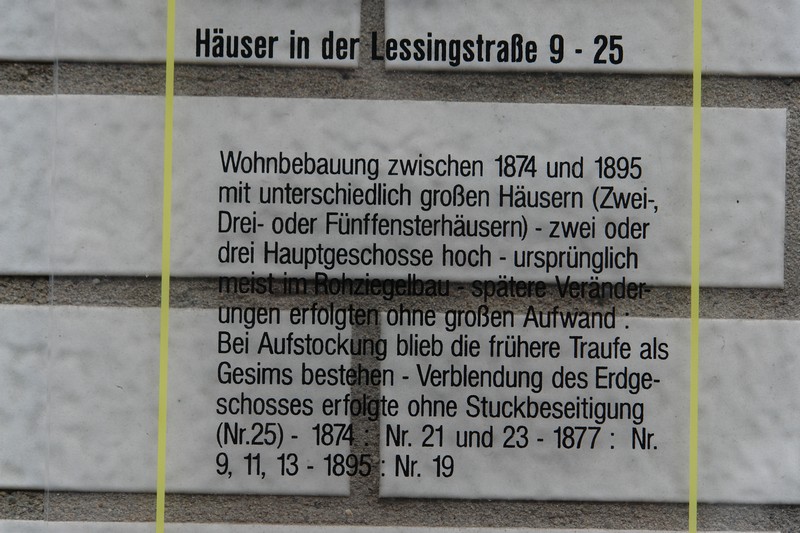 Häuser in der Lessingstraße 9 - 25
Wohnbebauung zwischen 1874 und 1895
mit unterschiedlich großen Häusern (Zwei-,
Drei- oder Fünffensterhäusern) - zwei oder
drei Hauptgeschosse hoch - ursprünglich
meist im Rohziegelbau - spätere Veränder-
ungen erfolgten ohne großen Aufwand :
Bei Aufstockung blieb die frühere Traufe als
Gesims bestehen - Verblendung des Erdge-
schosses erfolgte ohne Stuckbeseitigung
(Nr.25) - 1874 : Nr. 21 und 23 - 1877 : Nr.
9, 11, 13 - 1895 : Nr. 19